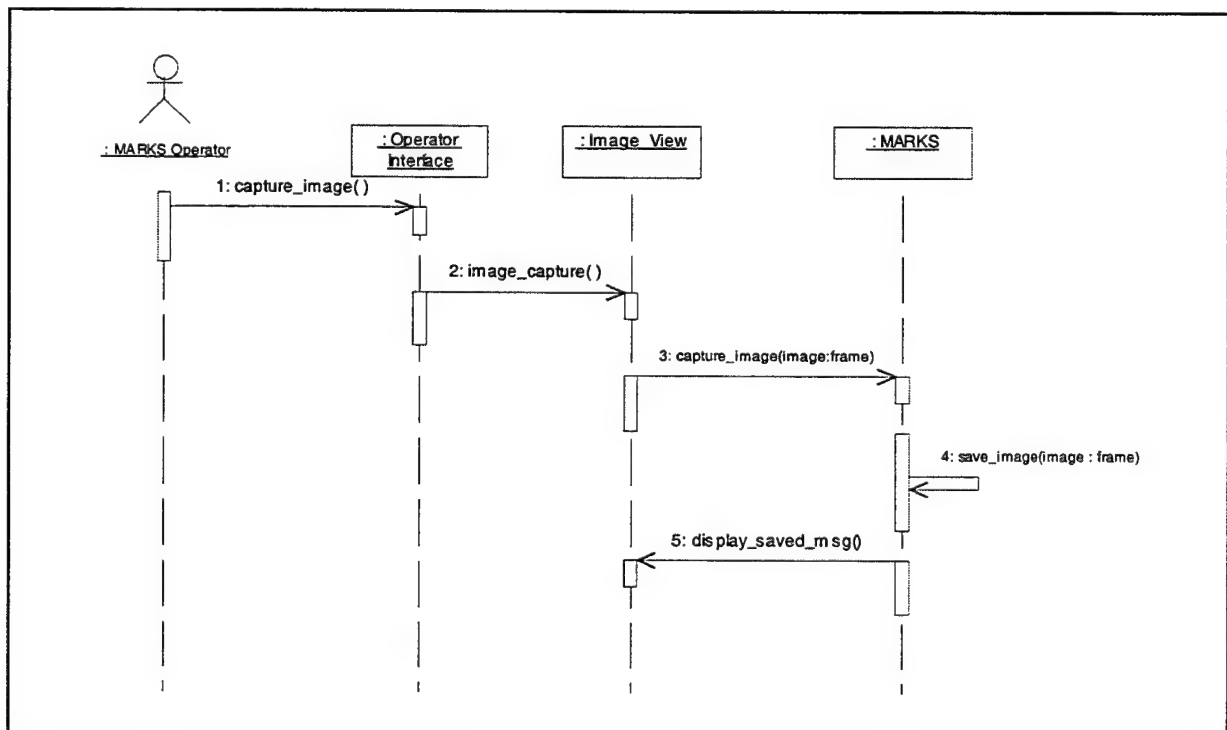 : MARKS Operator
: Operator
Interface
: Image_View
: MARKS
1: capture_image( )
2: image_capture( )
3: capture_image(image:frame)
4: save_image(image : frame)
5: display_saved_msg()